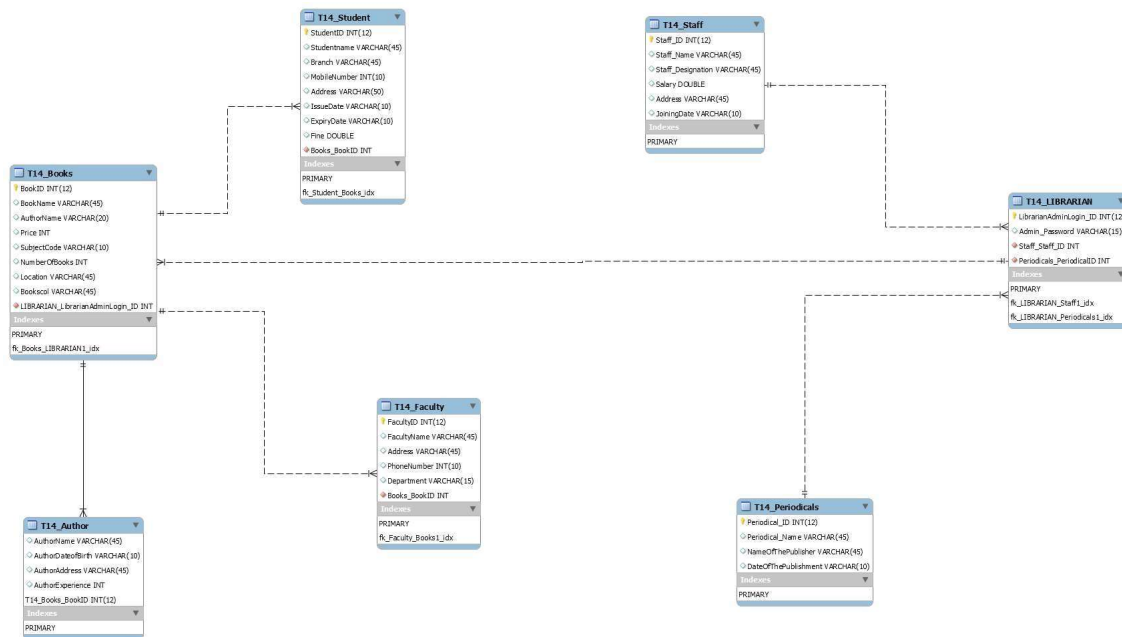 T14_Student
StudentID INT(12)
Studentname VARCHAR(45)
Branch VARCHAR(45)
MobileNumber INT(10)
Address VARCHAR(50)
IssueDate VARCHAR(10)
ExpiryDate VARCHAR(10)
Fine DOUBLE
Books_BookID INT
Indexes
PRIMARY
fk_Student_Books_idx
T14_Staff
Staff_ID INT(12)
Staff_Name VARCHAR(45)
Staff_Designation VARCHAR(45)
Salary DOUBLE
Address VARCHAR(45)
JoiningDate VARCHAR(10)
Indexes
PRIMARY
T14_Books
BookID INT(12)
BookName VARCHAR(45)
AuthorName VARCHAR(20)
Price INT
SubjectCode VARCHAR(10)
NumberOfBooks INT
Location VARCHAR(45)
Bookscol VARCHAR(45)
LIBRARIAN_LibrarianAdminLogin_ID INT
Indexes
PRIMARY
fk_Books_LIBRARIAN1_idx
T14_LIBRARIAN
LibrarianAdminLogin_ID INT(12
Admin_Password VARCHAR(15)
Staff_Staff_ID INT
Periodicals_PeriodicalID INT
Indexes
PRIMARY
fk_LIBRARIAN_Staff1_idx
fk_LIBRARIAN_Periodicals1_idx
T14_Faculty
FacultyID INT(12)
FacultyName VARCHAR(45)
Address VARCHAR(45)
PhoneNumber INT(10)
Department VARCHAR(15)
Books_BookID INT
Indexes
PRIMARY
fk_Faculty_Books1_idx
T14_Author
AuthorName VARCHAR(45)
AuthorDateofBirth VARCHAR(10)
AuthorAddress VARCHAR(45)
AuthorExperience INT
T14_Books_BookID INT(12)
Indexes
PRIMARY
T14_Periodicals
Periodical_ID INT(12)
Periodical_Name VARCHAR(45)
NameOfThePublisher VARCHAR(45)
DateOfThePublishment VARCHAR(10)
Indexes
PRIMARY